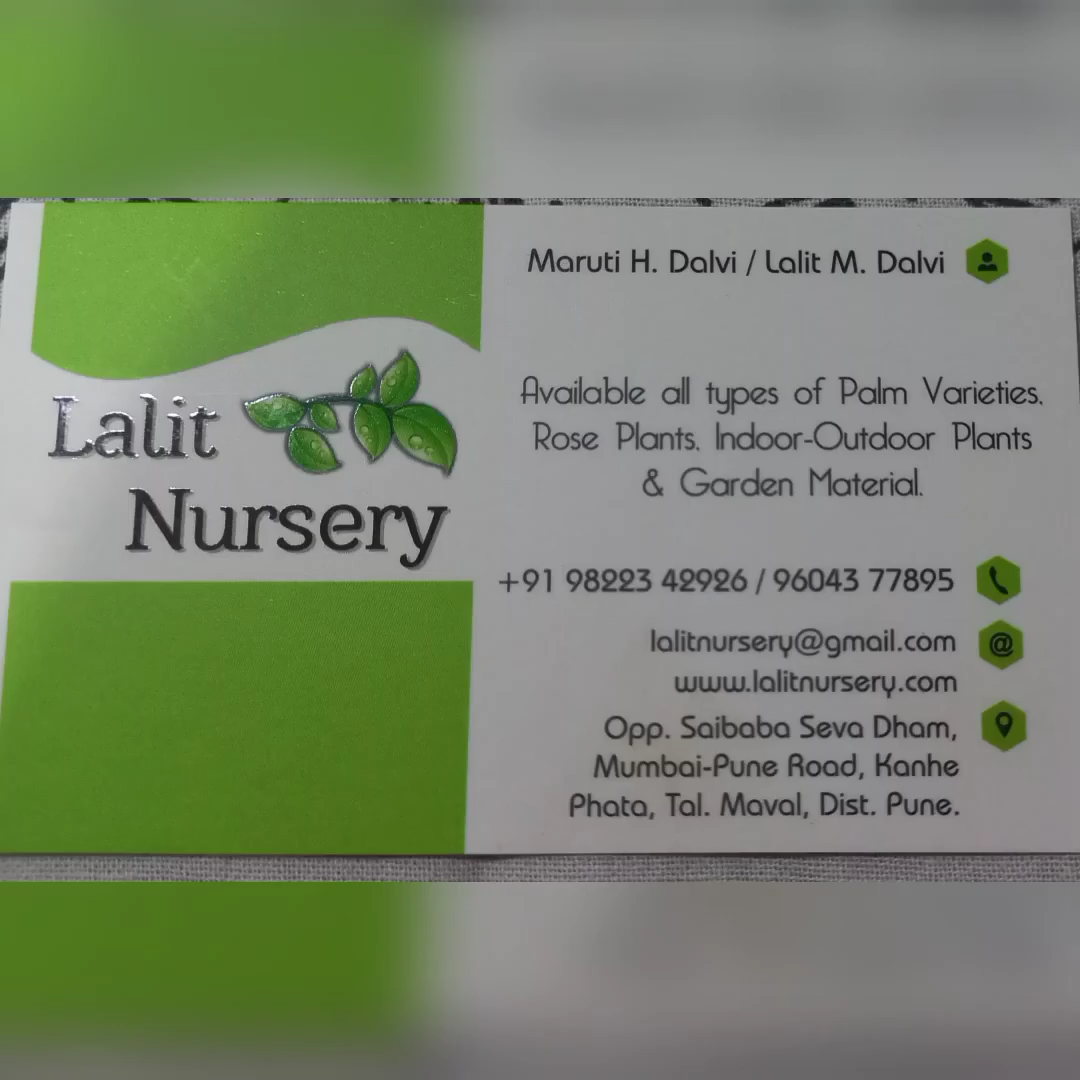 Lalit
Nursery
Maruti H. Dalvi / Lalit M. Dalvi
Available all types of Palm Varieties.
Rose Plants. Indoor-Outdoor Plants
& Garden Material.
+91 98223 42926 / 96043 77895
lalitnursery@gmail.com
www.lalitnursery.com
Opp. Saibaba Seva Dham,
Mumbai-Pune Road, Kanhe
Phata, Tal. Maval, Dist. Pune.